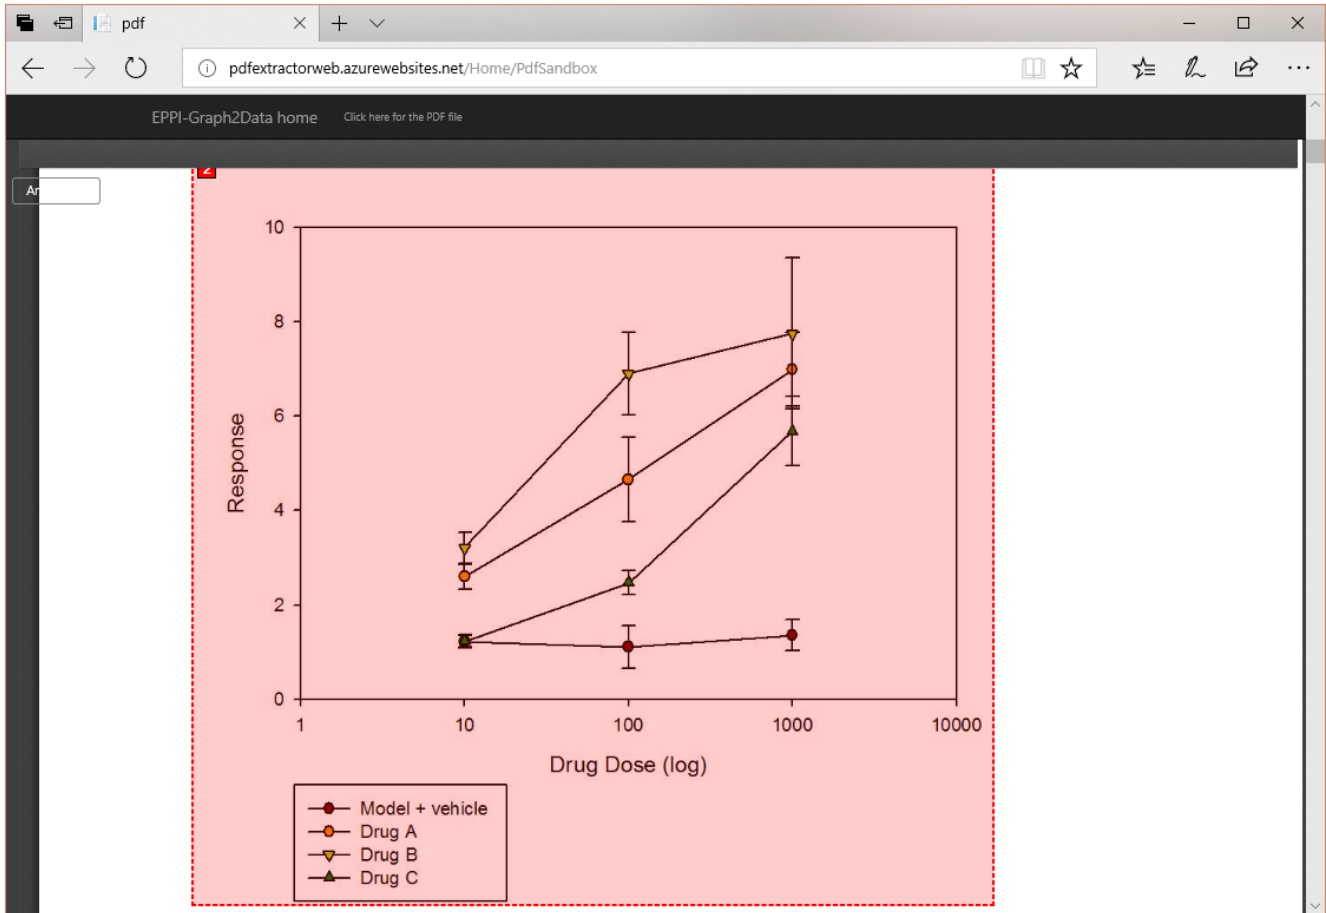 pdf
pdfextractorweb.azurewebsites.net/Home/PdfSandbox
EPPI-Graph2Data home Click here for the PDF file
2
Ar
10
8
6
4
2
0
Response
1 10 100 1000 10000
Drug Dose (log)
Model + vehicle
Drug A
Drug B
Drug C